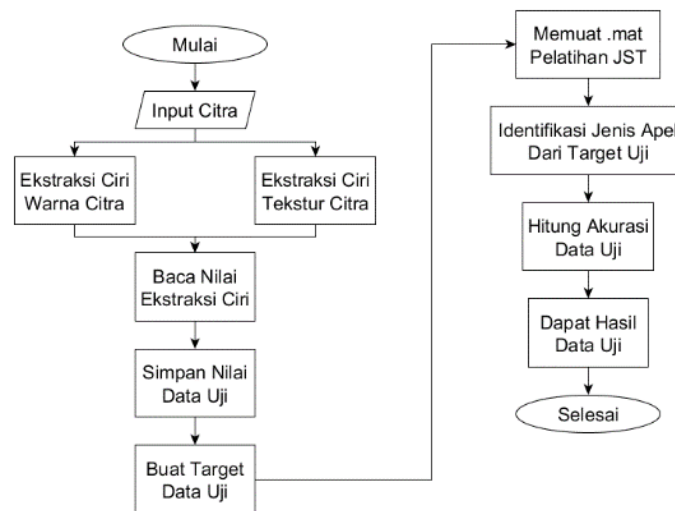 Mulai
Input Citra
Ekstraksi Ciri
Warna Citra
Ekstraksi Ciri
Tekstur Citra
Baca Nilai
Ekstraksi Ciri
Simpan Nilai
Data Uji
Buat Target
Data Uji
Memuat .mat
Pelatihan JST
Identifikasi Jenis Apel
Dari Target Uji
Hitung Akurasi
Data Uji
Dapat Hasil
Data Uji
Selesai